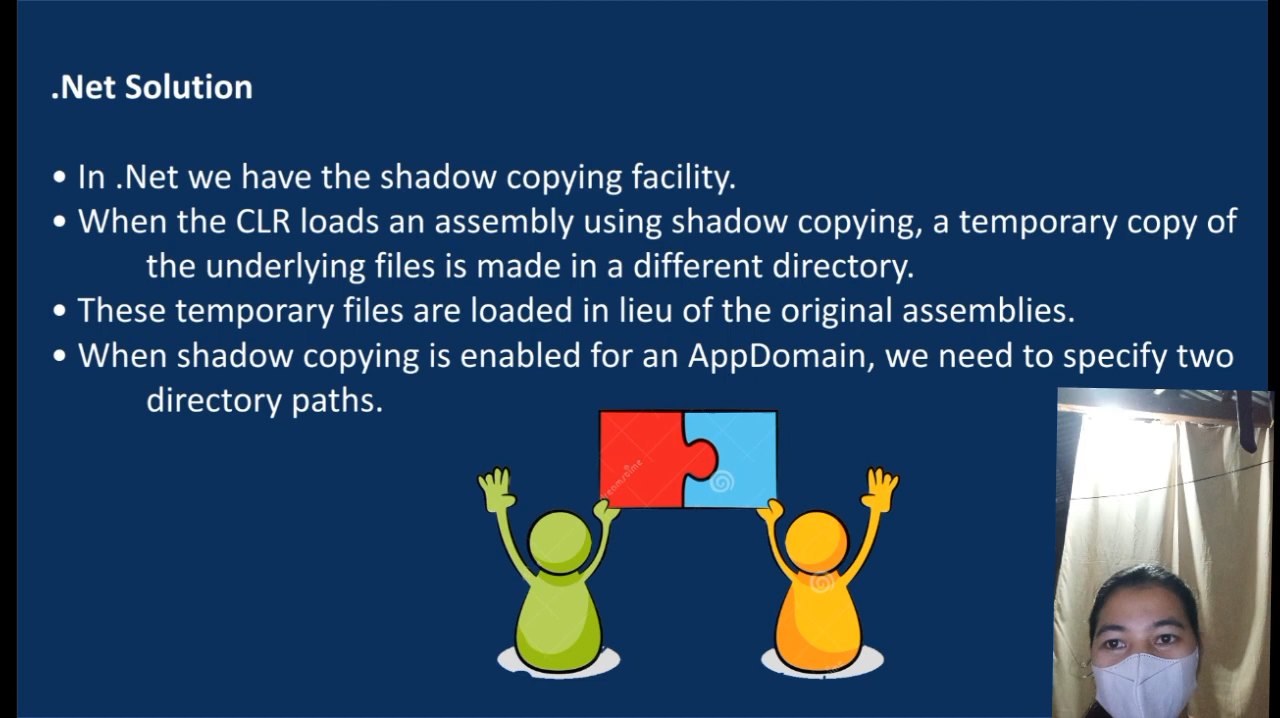 .Net Solution
• In .Net we have the shadow copying facility.
• When the CLR loads an assembly using shadow copying, a temporary copy of
the underlying files is made in a different directory.
• These temporary files are loaded in lieu of the original assemblies.
• When shadow copying is enabled for an AppDomain, we need to specify two
directory paths.